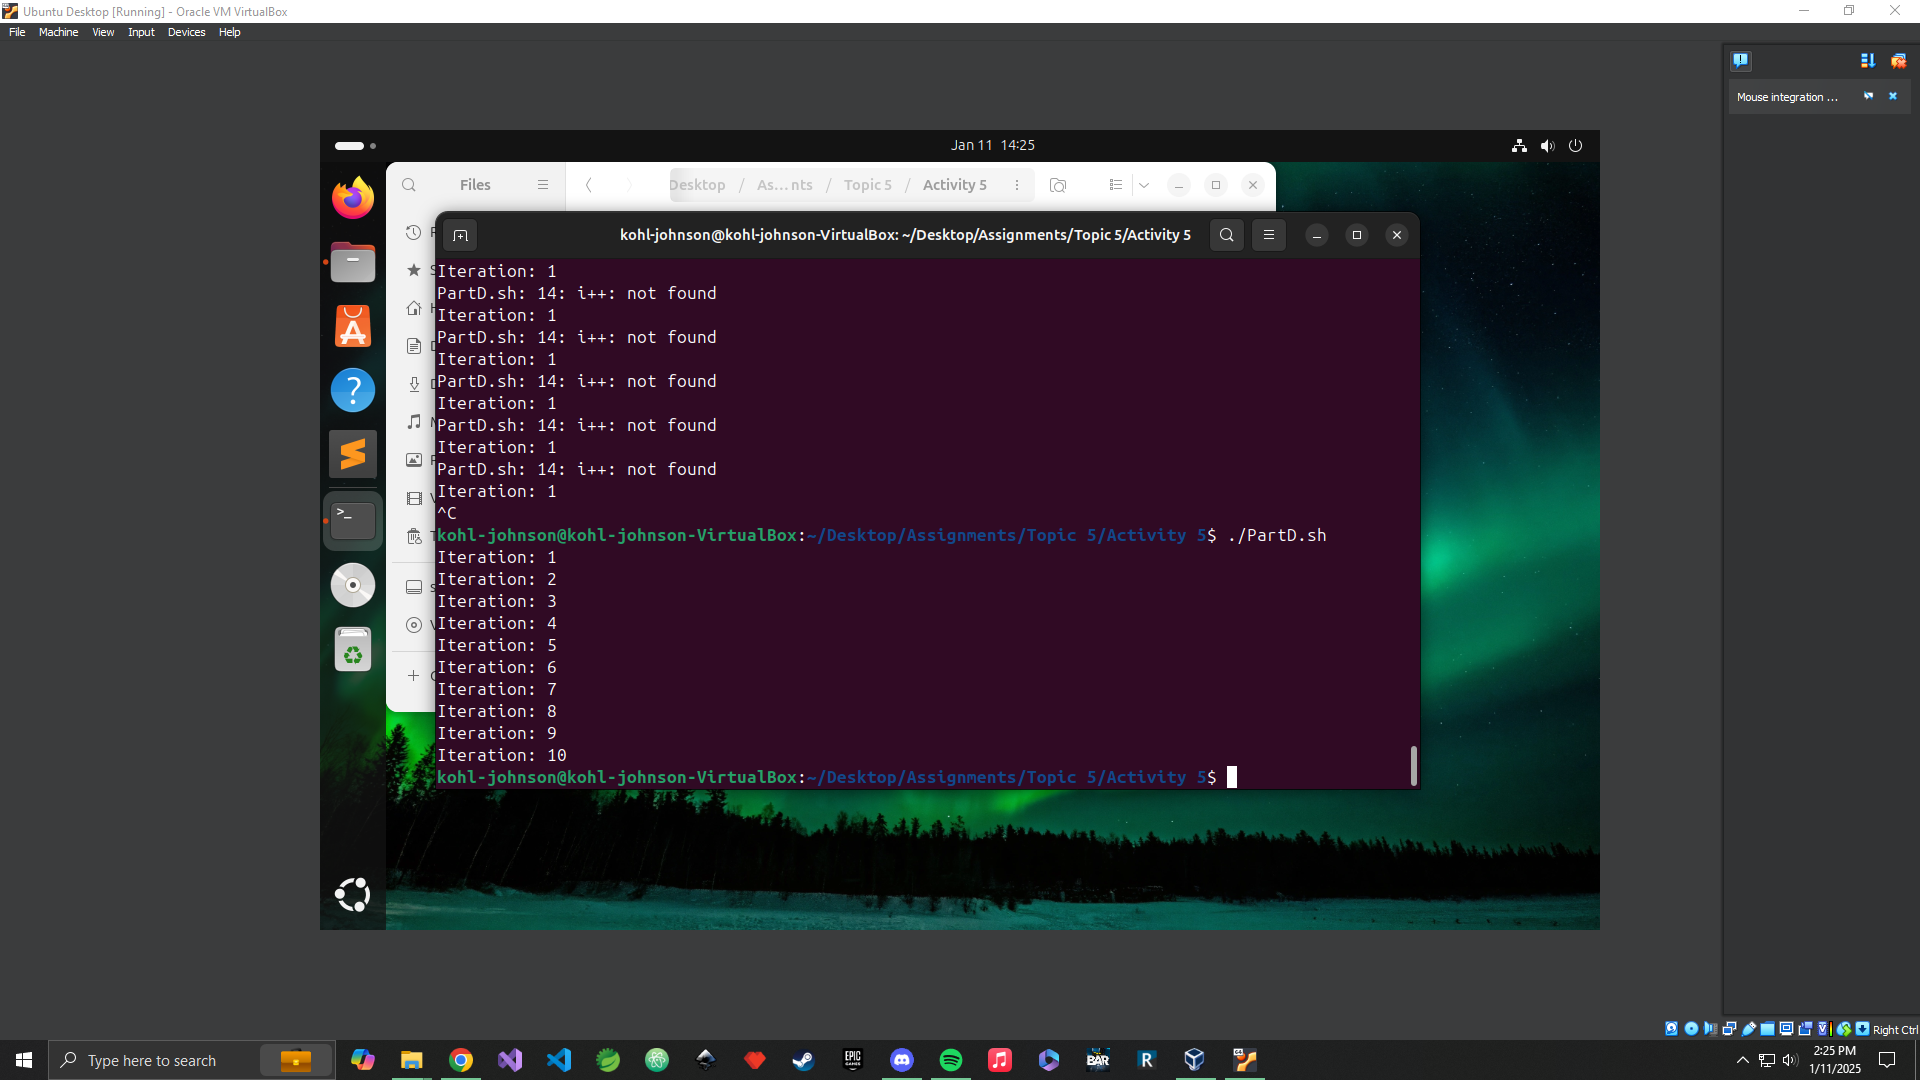 Ubuntu Desktop [Running] - Oracle VM VirtualBox
File Machine View Input Devices Help
Mouse integration ...
Jan 11 14:25
Files
Desktop / As...nts / Topic 5 / Activity 5
kohl-johnson@kohl-johnson-VirtualBox: ~/Desktop/Assignments/Topic 5/Activity 5
Iteration: 1
PartD.sh: 14: i++: not found
Iteration: 1
PartD.sh: 14: i++: not found
Iteration: 1
PartD.sh: 14: i++: not found
Iteration: 1
PartD.sh: 14: i++: not found
Iteration: 1
PartD.sh: 14: i++: not found
Iteration: 1
^C
kohl-johnson@kohl-johnson-VirtualBox:~/Desktop/Assignments/Topic 5/Activity 5$ ./PartD.sh
Iteration: 1
Iteration: 2
Iteration: 3
Iteration: 4
Iteration: 5
Iteration: 6
Iteration: 7
Iteration: 8
Iteration: 9
Iteration: 10
kohl-johnson@kohl-johnson-VirtualBox:~/Desktop/Assignments/Topic 5/Activity 5$
Right Ctrl
Type here to search
EPIC GAMES
BAR
R
2:25 PM
1/11/2025